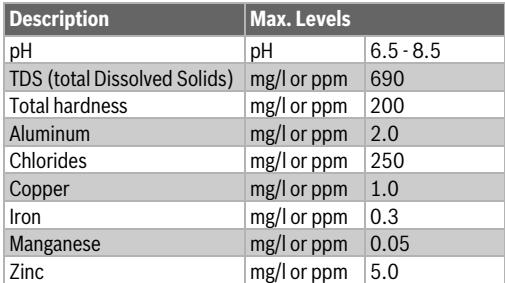 Description Max. Levels
pH pH 6.5 - 8.5
TDS (total Dissolved Solids) mg/l or ppm 690
Total hardness mg/l or ppm 200
Aluminum mg/l or ppm 2.0
Chlorides mg/l or ppm 250
Copper mg/l or ppm 1.0
Iron mg/l or ppm 0.3
Manganese mg/l or ppm 0.05
Zinc mg/l or ppm 5.0